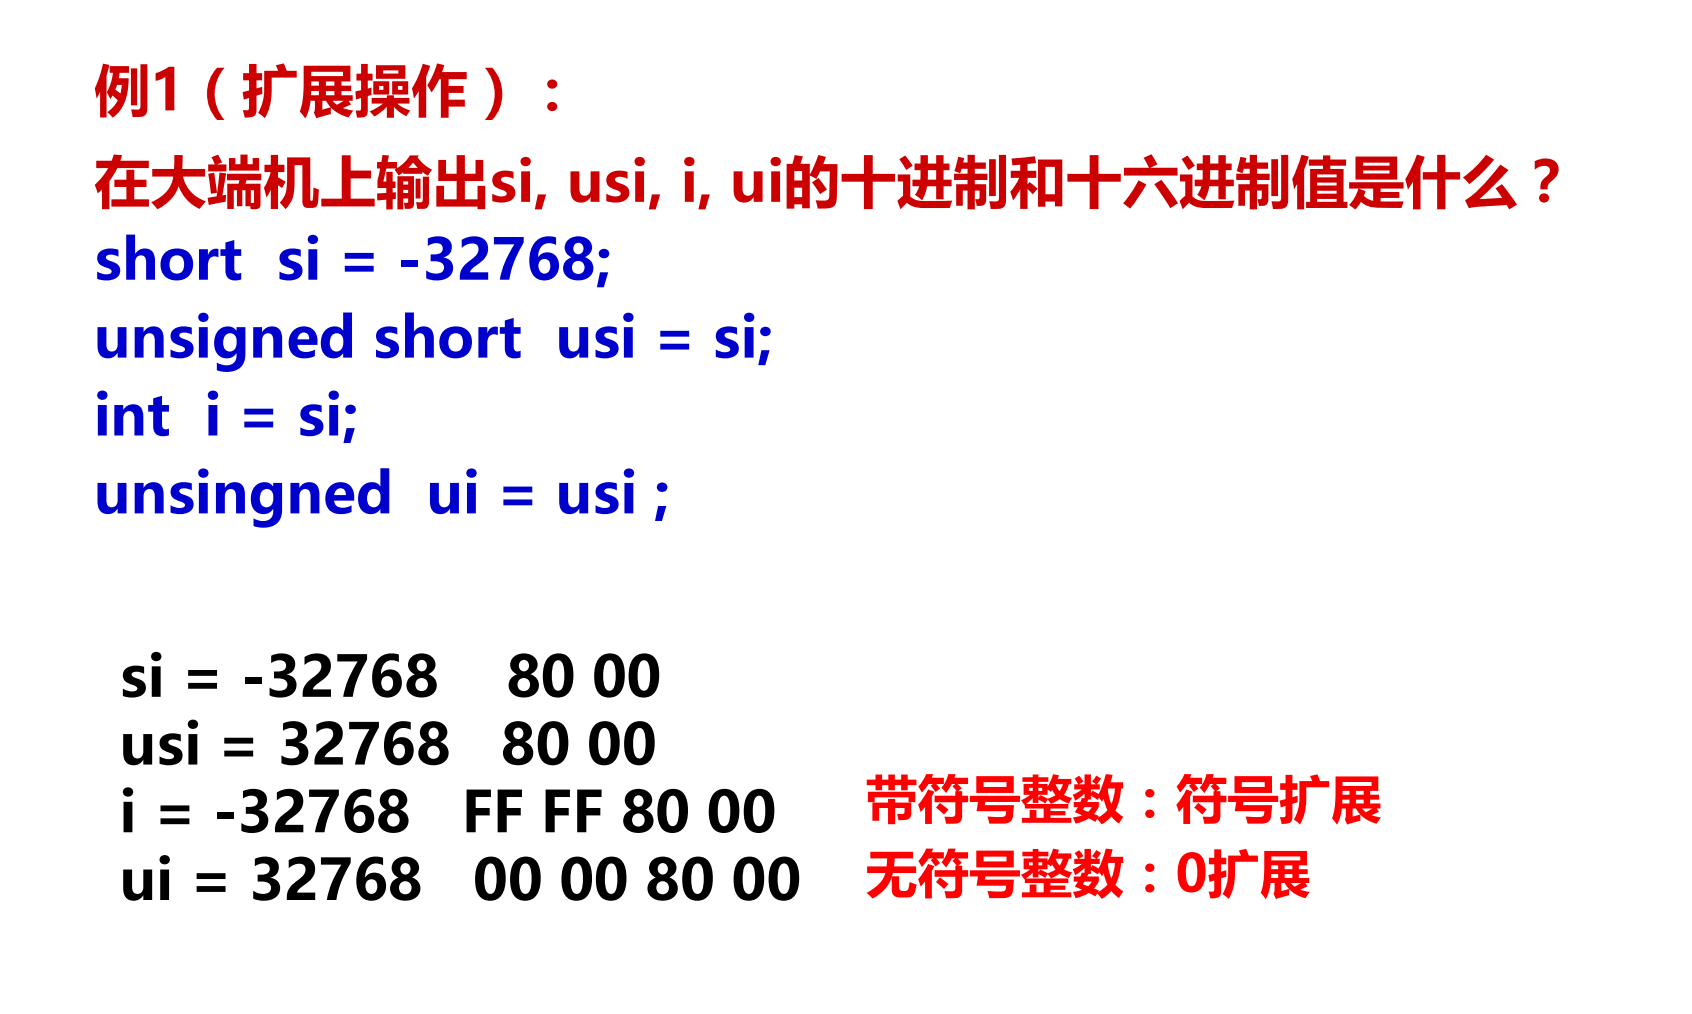 例1（扩展操作）：
在大端机上输出si, usi, i, ui的十进制和十六进制值是什么？
short  si = -32768;
unsigned short  usi = si;
int  i = si;
unsingned  ui = usi ;
si = -32768    80 00
usi = 32768   80 00
i = -32768   FF FF 80 00
ui = 32768   00 00 80 00
带符号整数：符号扩展
无符号整数：0扩展